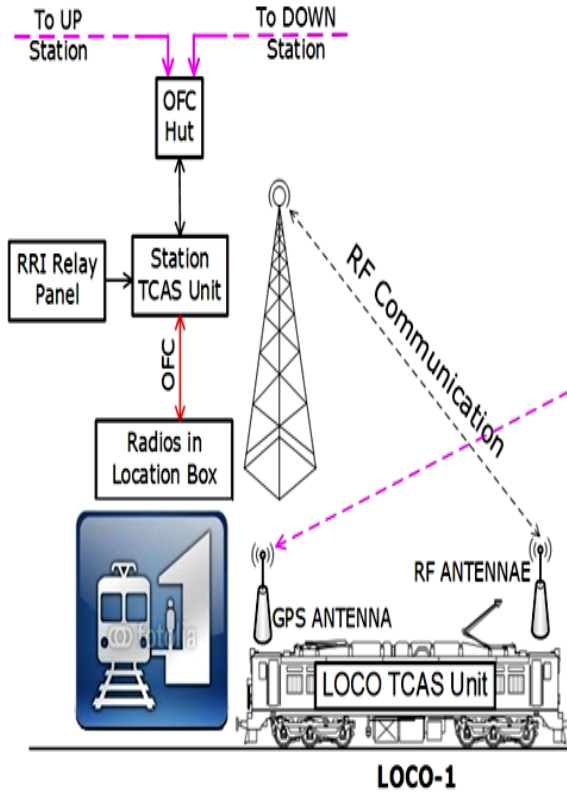 To UP
Station
To DOWN
Station
OFC
Hut
RRI Relay
Panel
Station
TCAS Unit
OFC
Radios in
Location Box
RF Communication
fotolia
GPS ANTENNA
RF ANTENNAE
LOCO TCAS Unit
LOCO-1